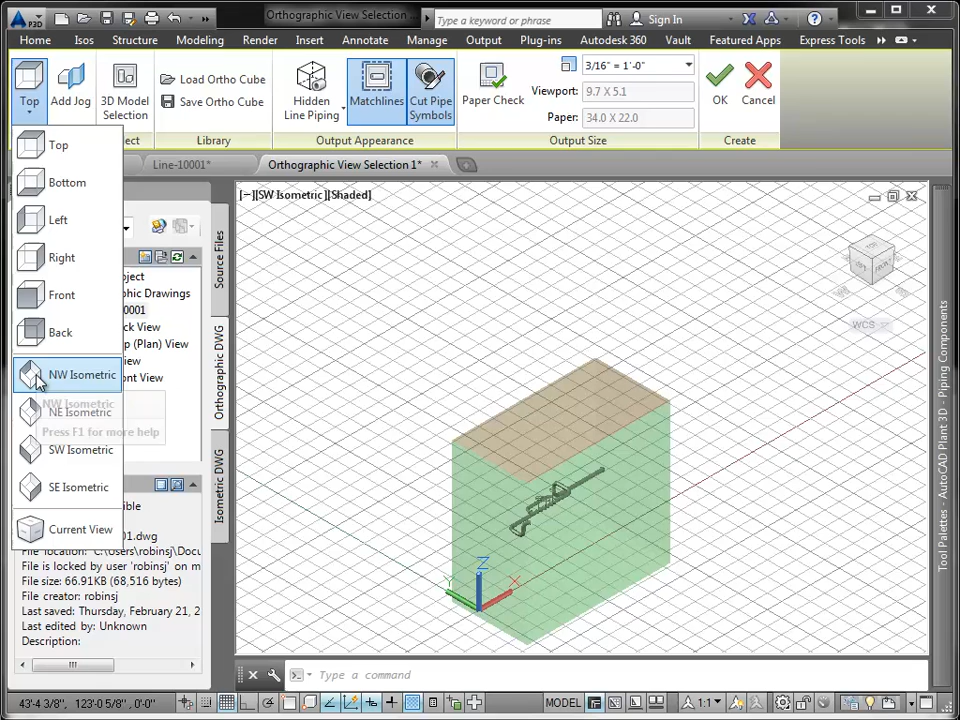 P3D
Orthographic View Selection ...
Type a keyword or phrase
Sign In
Home Isos Structure Modeling Render Insert Annotate Manage Output Plug-ins Autodesk 360 Vault Featured Apps Express Tools
Top
Add Jog
3D Model
Selection
Load Ortho Cube
Save Ortho Cube
Hidden
Line Piping
Matchlines
Cut Pipe
Symbols
Paper Check
3/16" = 1'-0"
Viewport: 9.7 X 5.1
Paper: 34.0 X 22.0
OK
Cancel
ect Library Output Appearance Output Size Create
Line-10001*
Orthographic View Selection 1*
Top
Bottom
Left
Right
Front
Back
NW Isometric
NW Isometric
NE Isometric
Press F1 for more help
SW Isometric
SE Isometric
Current View
oject
phic Drawings
0001
ck View
p (Plan) View
iew
ont View
Source Files
Orthographic DWG
Isometric DWG
ible
01.dwg
File location: C:\Users\robinsj\Docu
File is locked by user 'robinsj' on m
File size: 66.91KB (68,516 bytes)
File creator: robinsj
Last saved: Thursday, February 21, 2
Last edited by: Unknown
Description:
[−][SW Isometric][Shaded]
TOP
LEFT
FRONT
WCS
Z
Y
X
Tool Palettes - AutoCAD Plant 3D - Piping Components
Type a command
43'-4 3/8", 123'-0 5/8", 0'-0"
MODEL
1:1